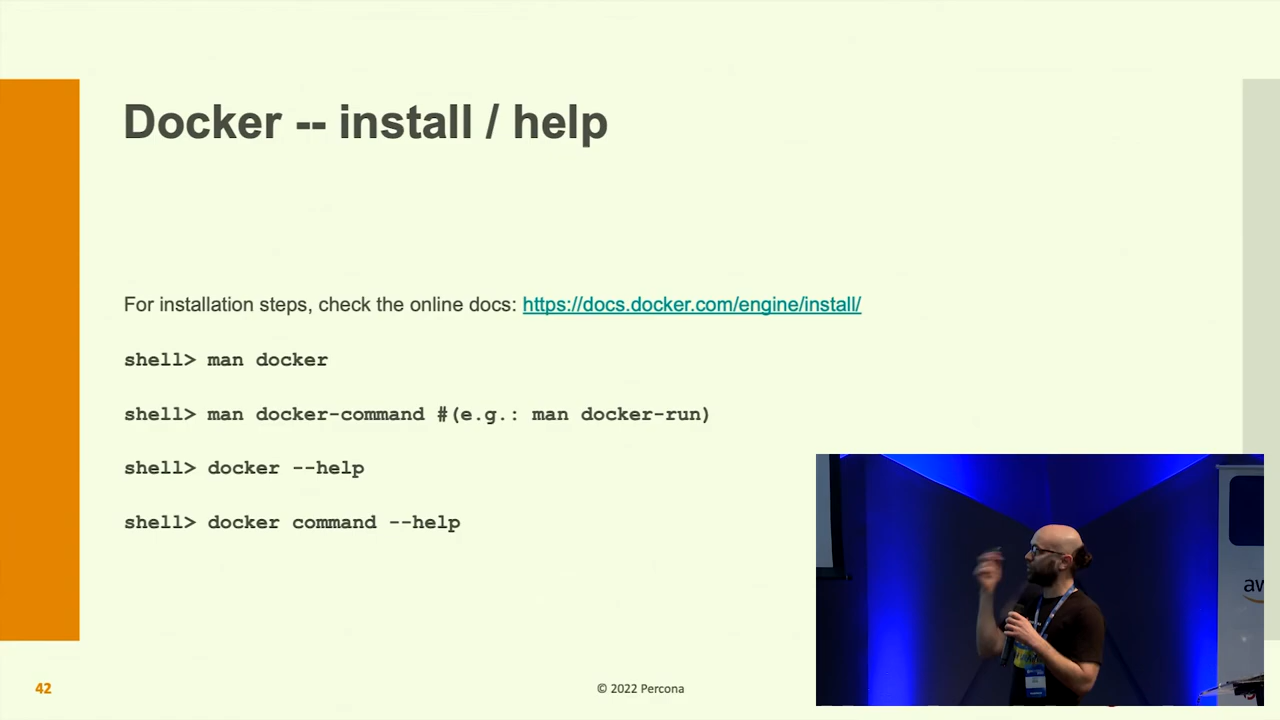 Docker -- install / help
For installation steps, check the online docs: https://docs.docker.com/engine/install/
shell> man docker
shell> man docker-command #(e.g.: man docker-run)
shell> docker --help
shell> docker command --help
42
© 2022 Percona
aw